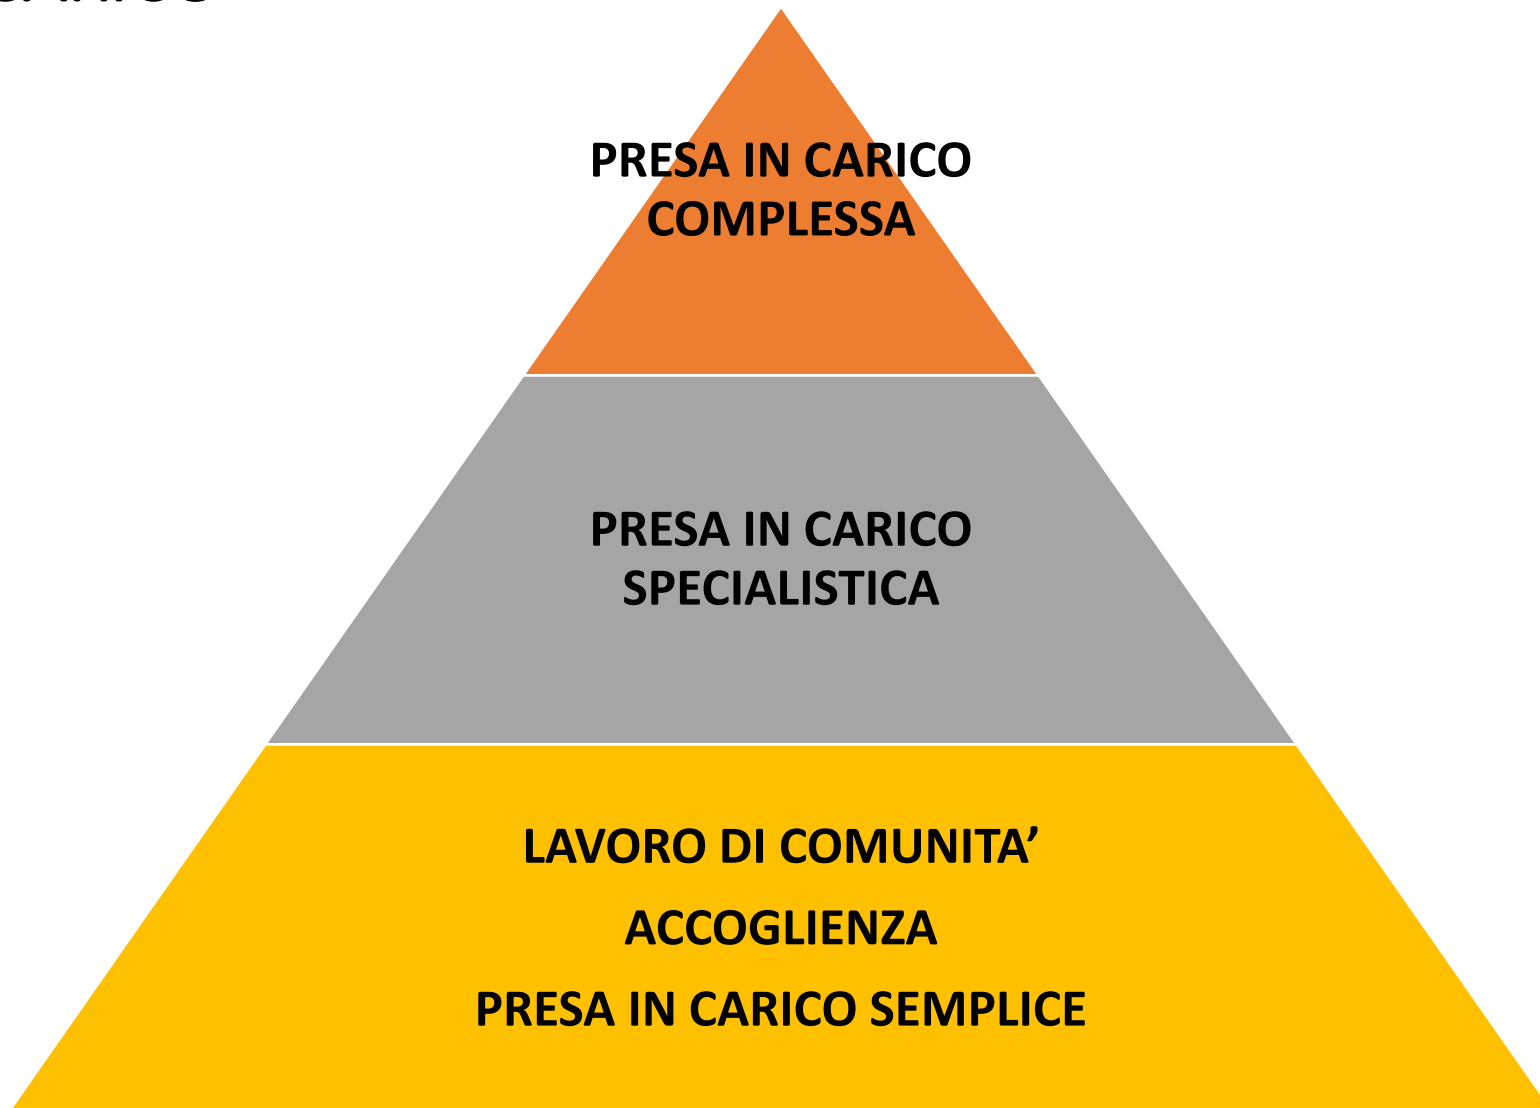 PRESA IN CARICO
COMPLESSA
PRESA IN CARICO
SPECIALISTICA
LAVORO DI COMUNITA’
ACCOGLIENZA
PRESA IN CARICO SEMPLICE